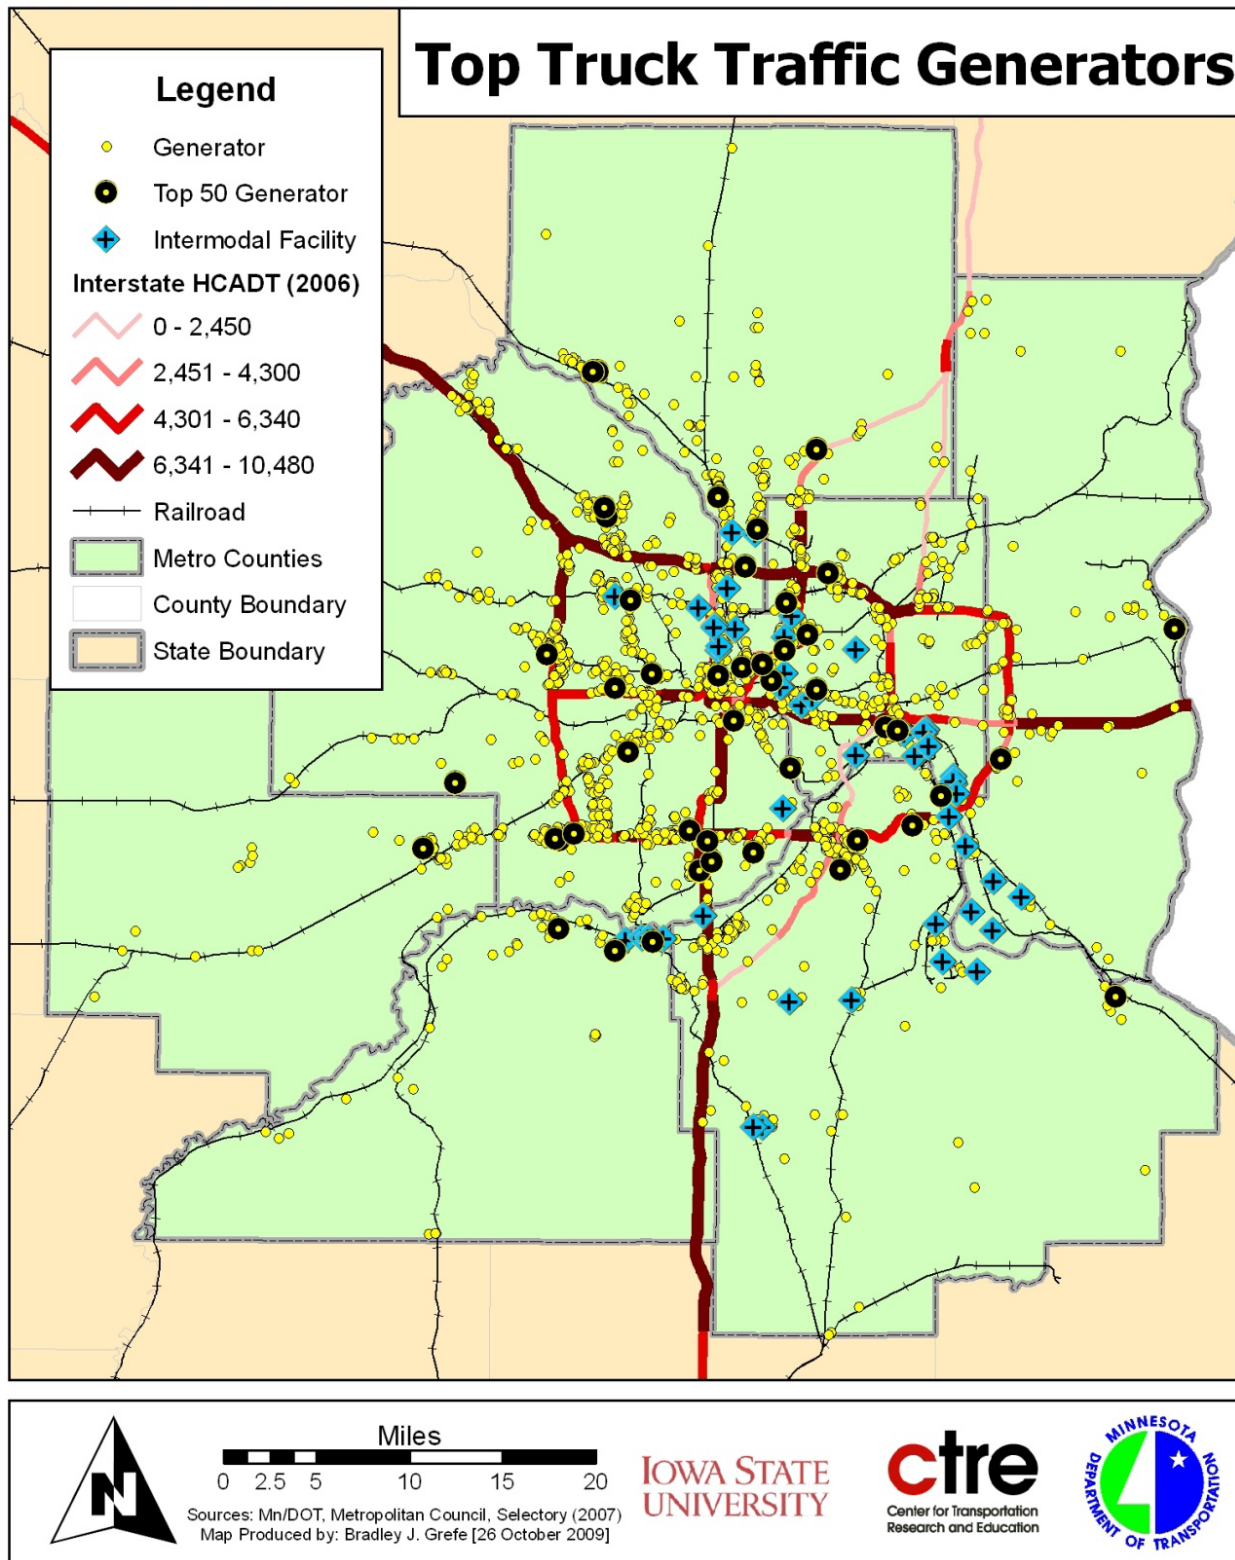 Top Truck Traffic Generators
Legend
Generator
Top 50 Generator
Intermodal Facility
Interstate HCADT (2006)
0 - 2,450
2,451 - 4,300
4,301 - 6,340
6,341 - 10,480
Railroad
Metro Counties
County Boundary
State Boundary
N
Miles
0 2.5 5 10 15 20
Sources: Mn/DOT, Metropolitan Council, Selectory (2007)
Map Produced by: Bradley J. Grefe [26 October 2009]
IOWA STATE
UNIVERSITY
ctre
Center for Transportation
Research and Education
MINNESOTA
DEPARTMENT OF TRANSPORTATION